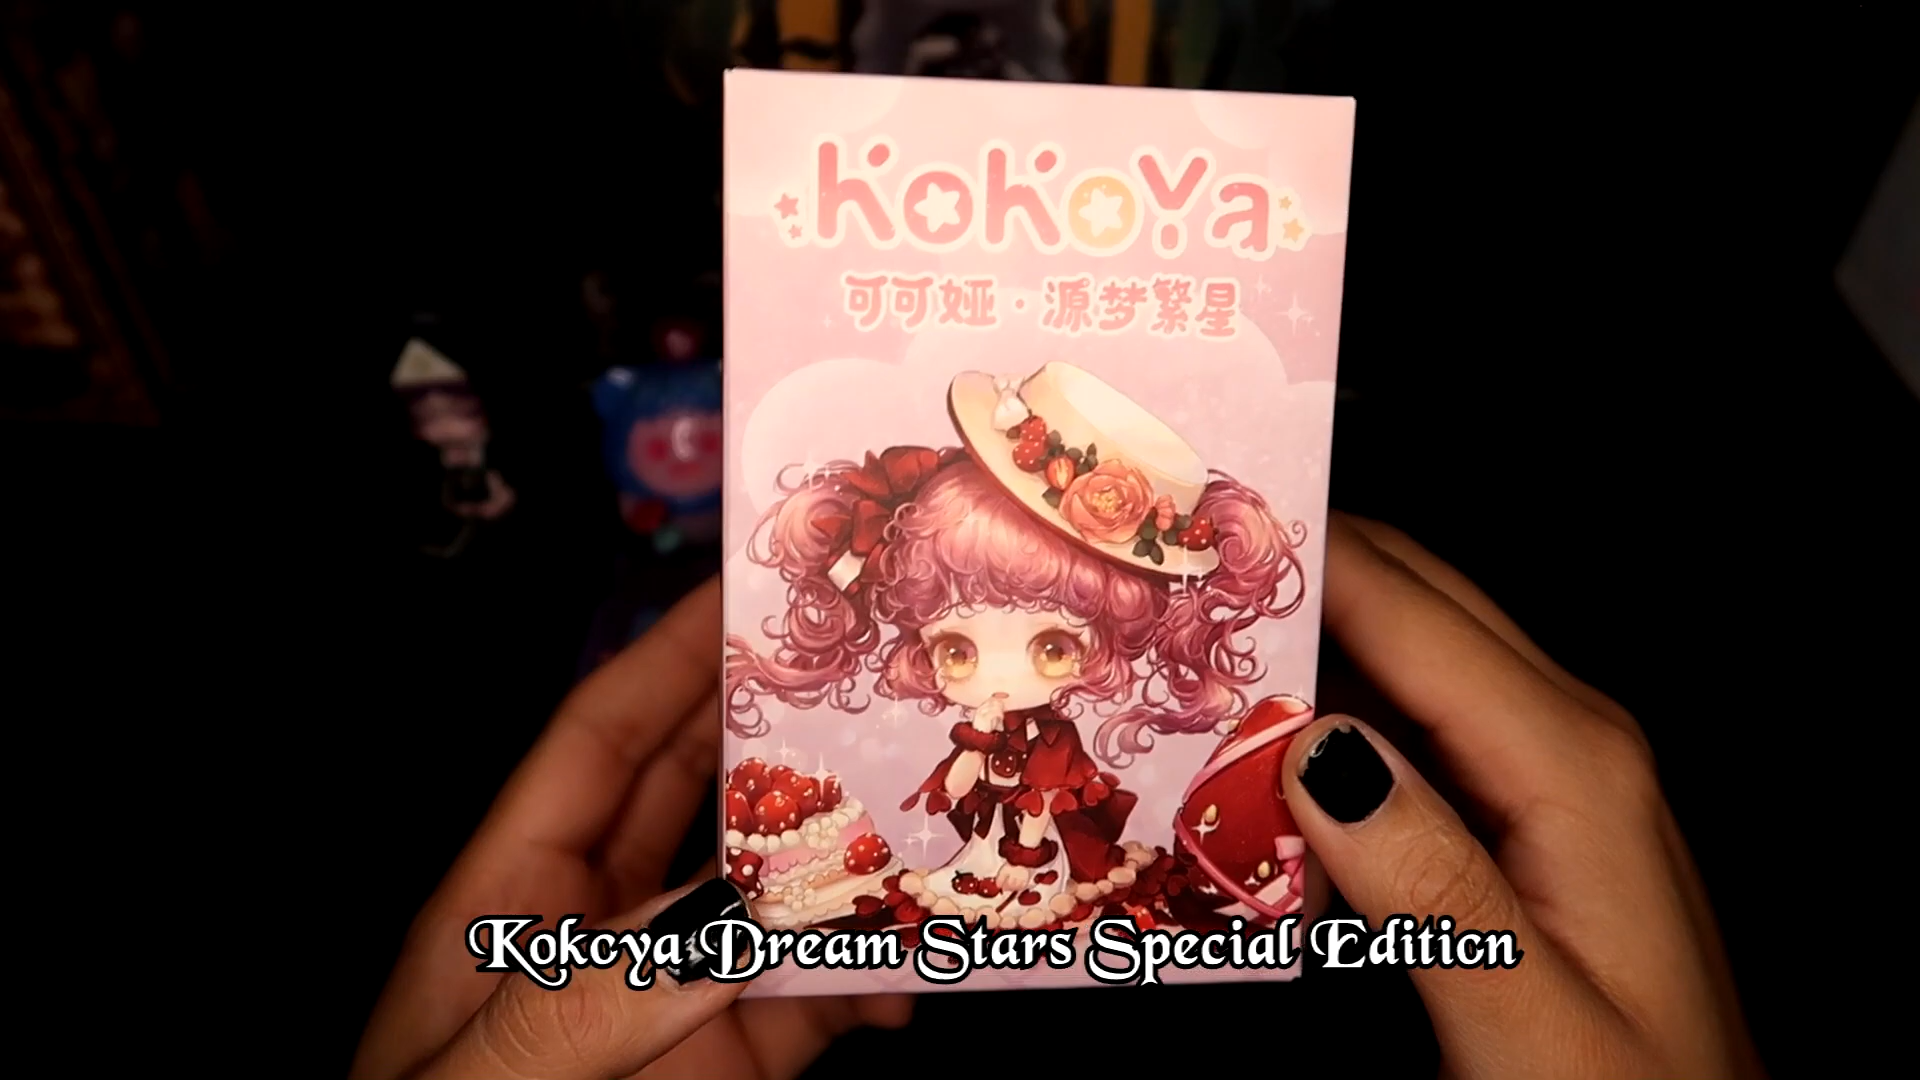 KoKoYa
可可娅·源梦繁星
Kokoya Dream Stars Special Edition